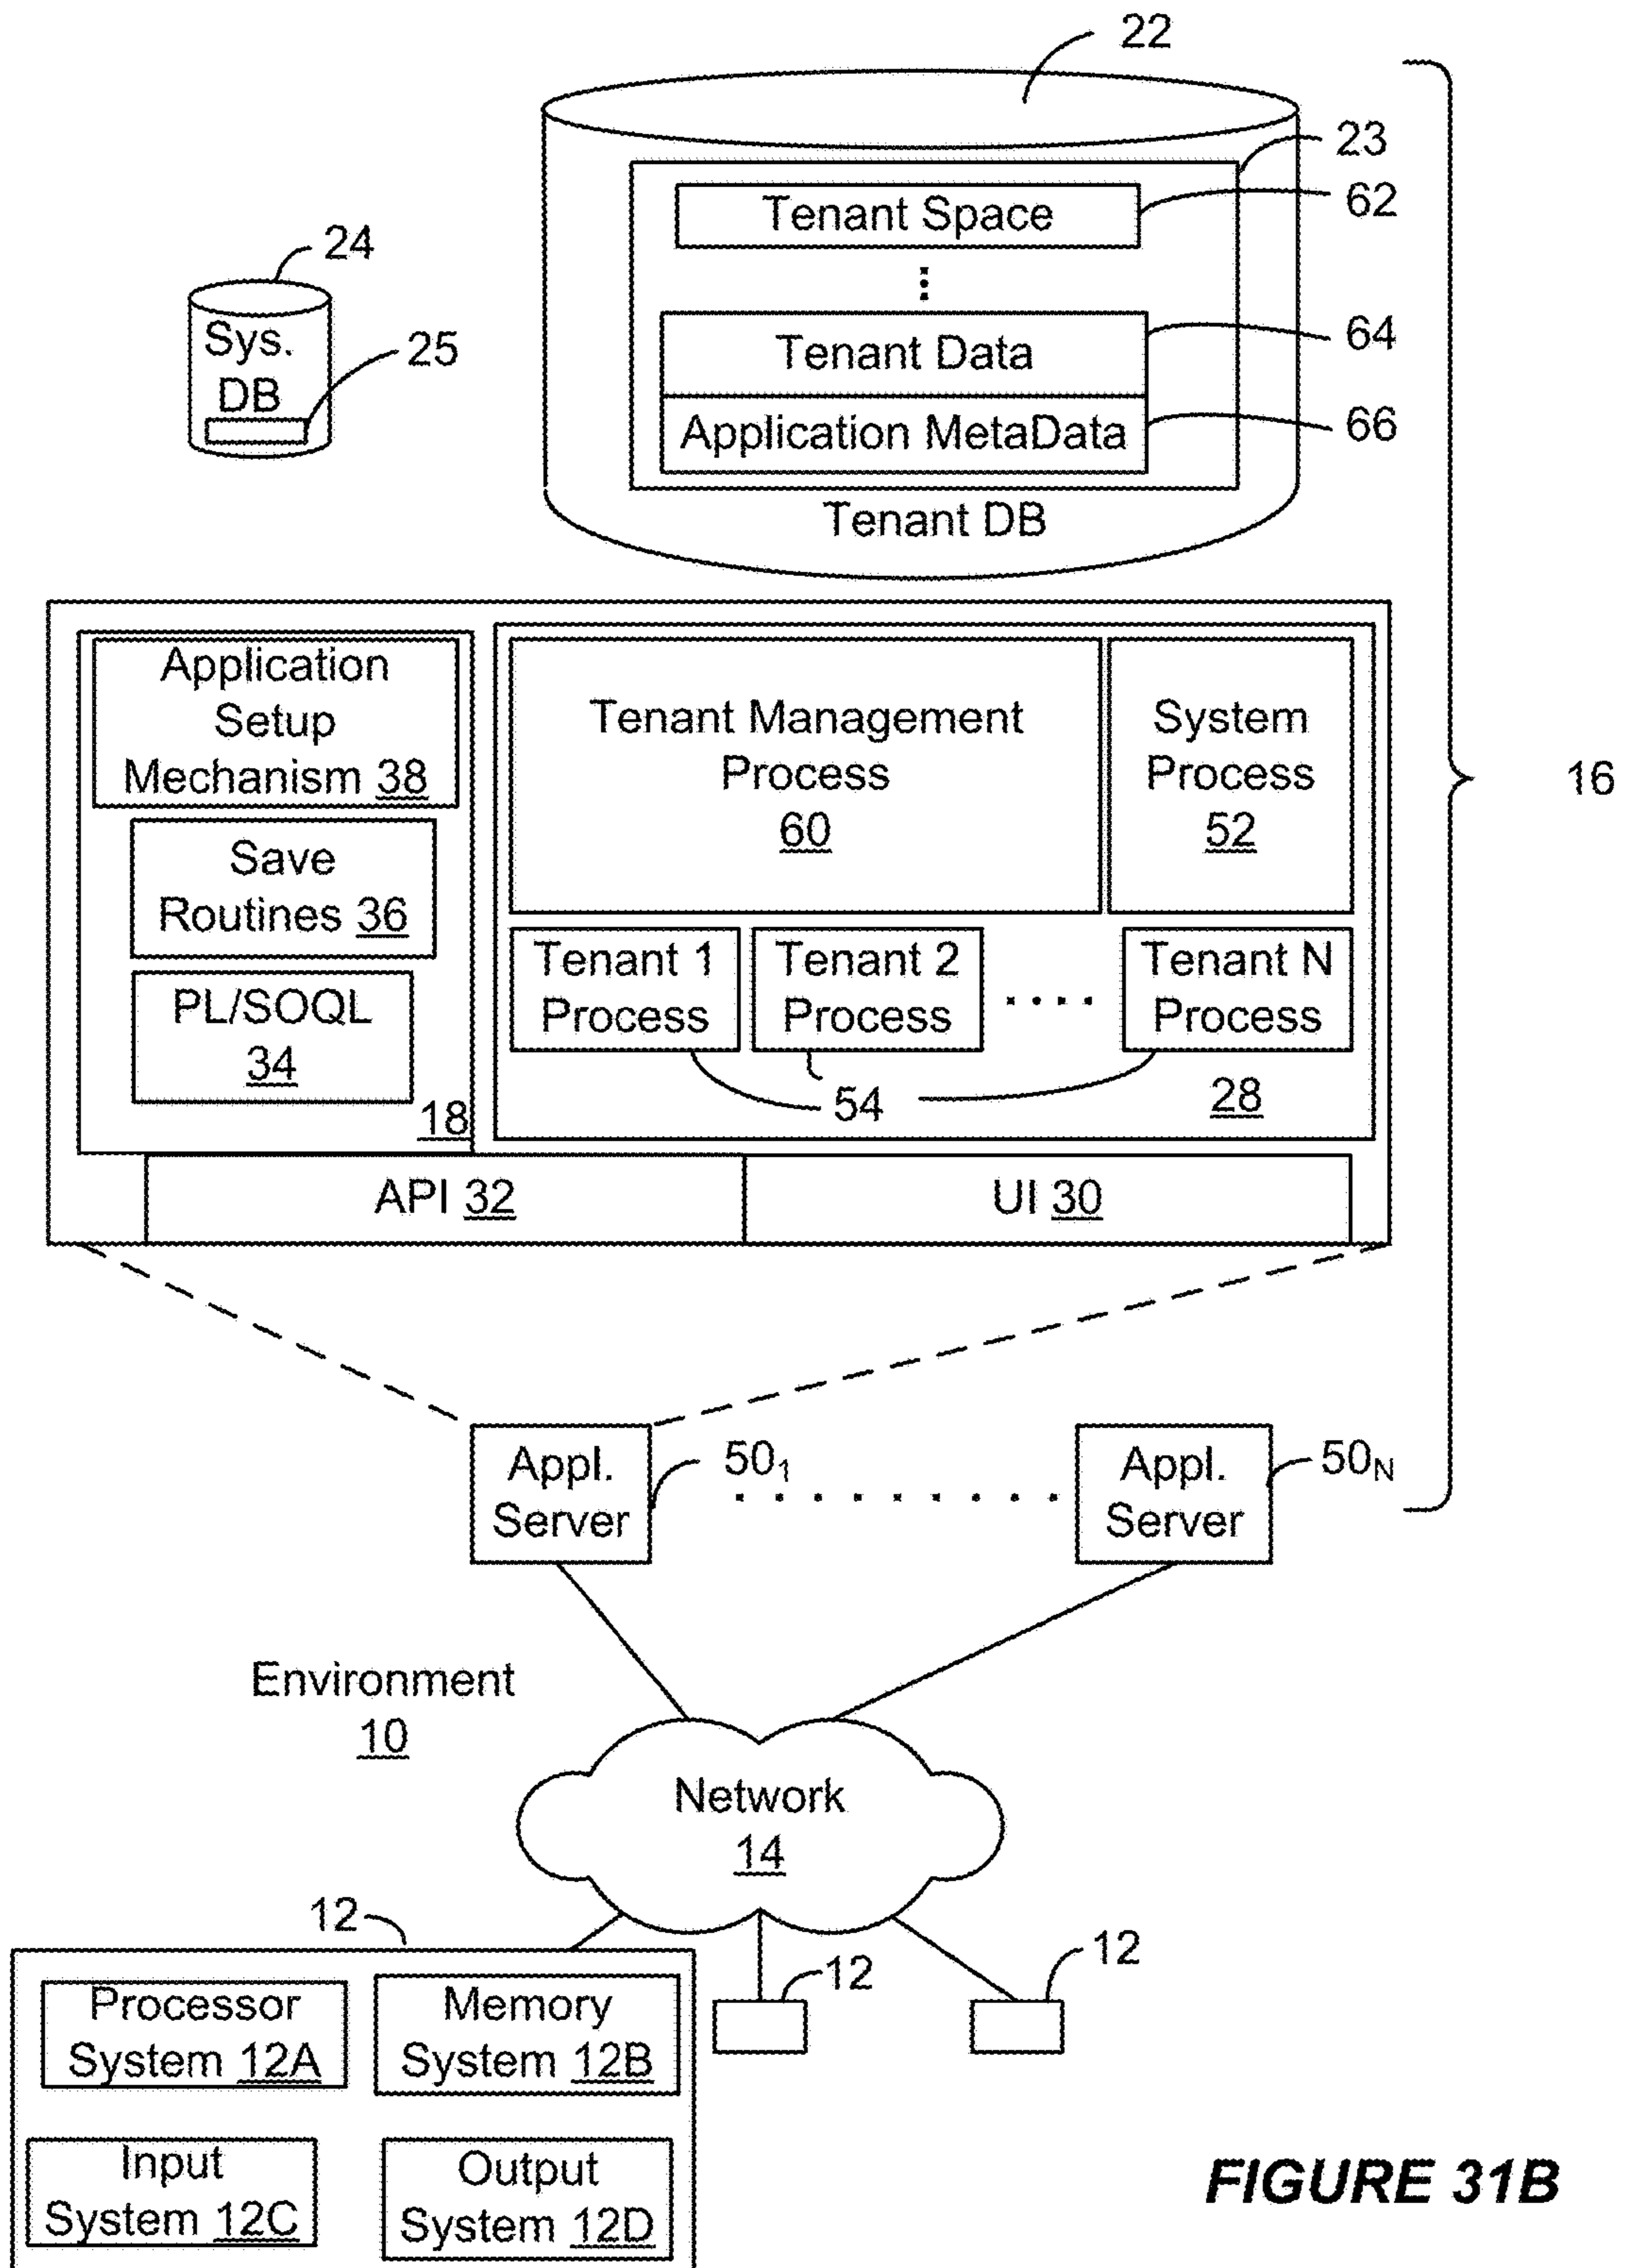 22
23
Tenant Space
62
24
Sys.
DB
25
Tenant Data
64
Application MetaData
66
Tenant DB
16
Application
Setup
Mechanism 38
Save
Routines 36
PL/SOQL
34
18
Tenant Management
Process
60
System
Process
52
Tenant 1
Process
Tenant 2
Process
Tenant N
Process
54
28
API 32
UI 30
Appl.
Server
50₁
Appl.
Server
50N
Environment
10
Network
14
12
12
12
Processor
System 12A
Memory
System 12B
Input
System 12C
Output
System 12D
FIGURE 31B